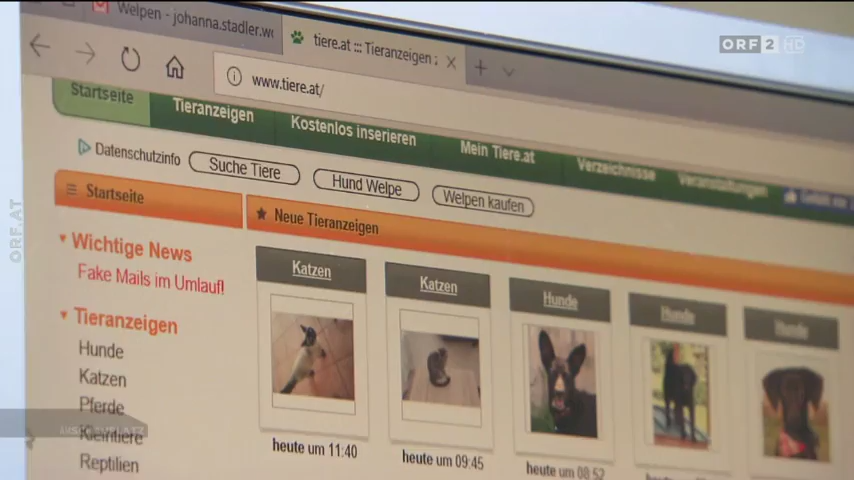 Welpen - johanna.stadler.w
tiere.at ::: Tieranzeigen
ORF 2 HD
www.tiere.at/
Startseite
Tieranzeigen
Kostenlos inserieren
Mein Tiere.at
Verzeichnisse
Veranstaltungen
Datenschutzinfo
Suche Tiere
Hund Welpe
Welpen kaufen
Startseite
Neue Tieranzeigen
ORF.AT
Wichtige News
Fake Mails im Umlauf!
Tieranzeigen
Hunde
Katzen
Pferde
Kleintiere
Reptilien
Katzen
Katzen
Hunde
Hunde
Hunde
heute um 11:40
heute um 09:45
heute um 08:52